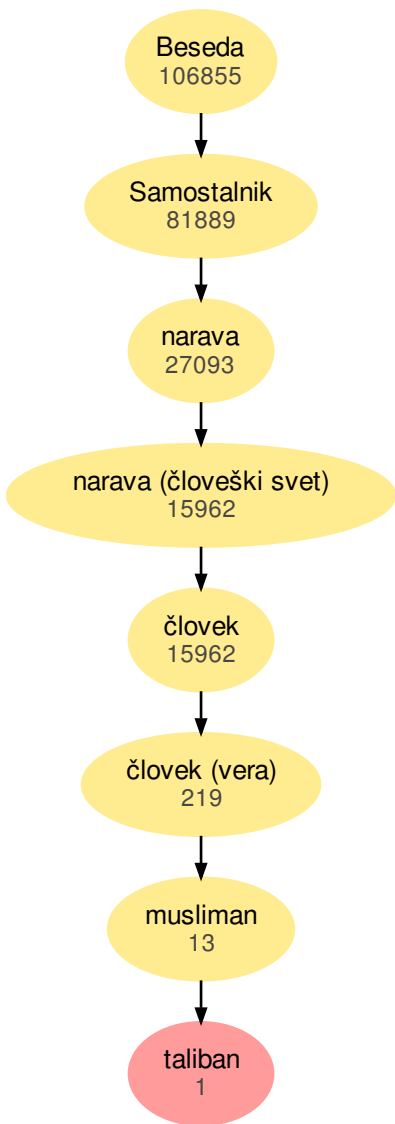 Beseda
106855
Samostalnik
81889
narava
27093
narava (človeški svet)
15962
človek
15962
človek (vera)
219
musliman
13
taliban
1